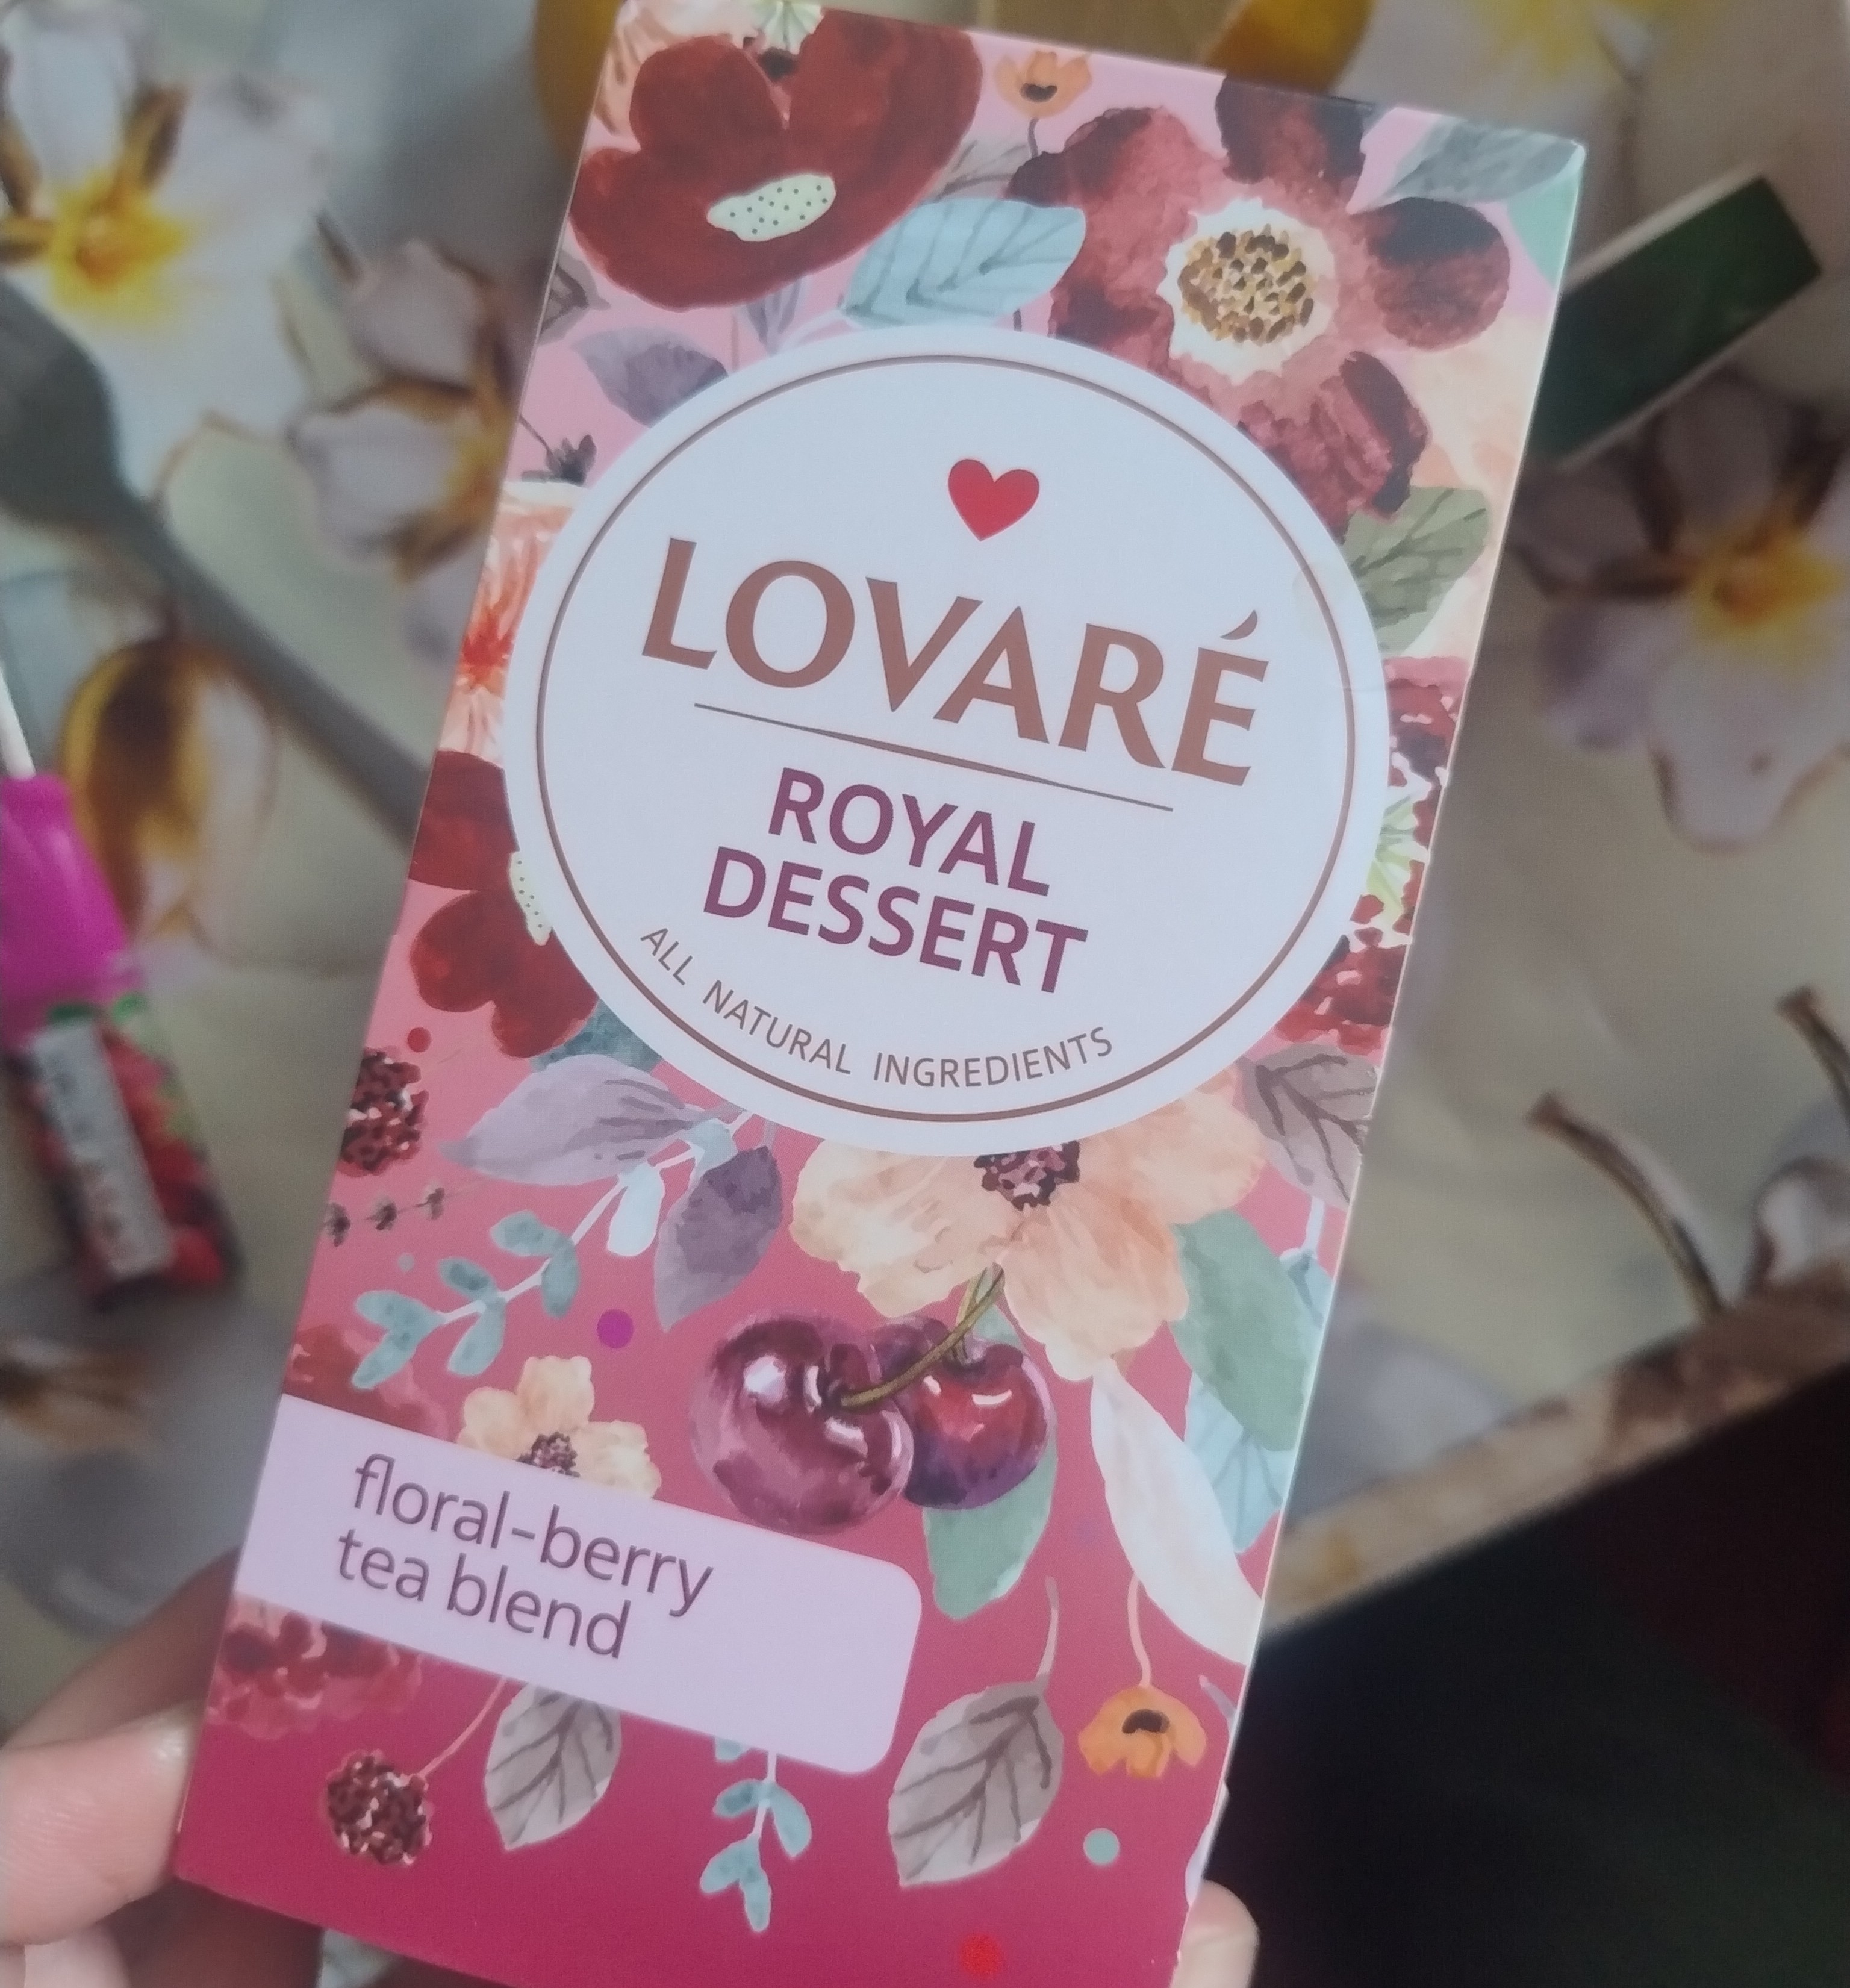 LOVARÉ
ROYAL
DESSERT
ALL NATURAL INGREDIENTS
floral-berry
tea blend